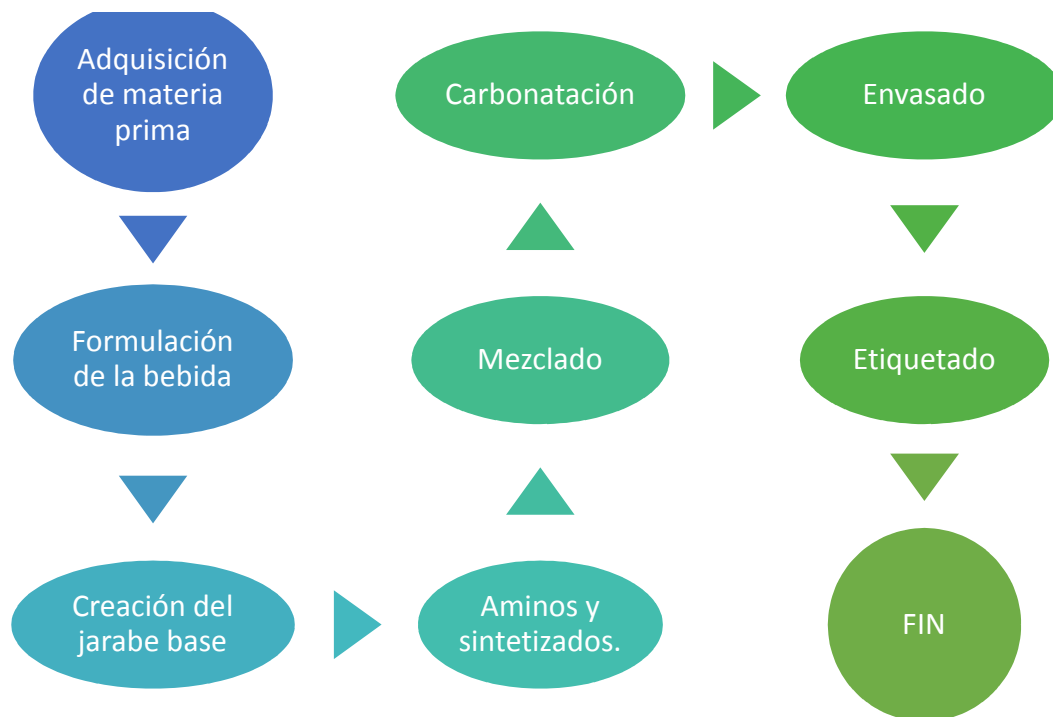 Adquisición
de materia
prima
Formulación
de la bebida
Creación del
jarabe base
Aminos y
sintetizados.
Mezclado
Carbonatación
Envasado
Etiquetado
FIN